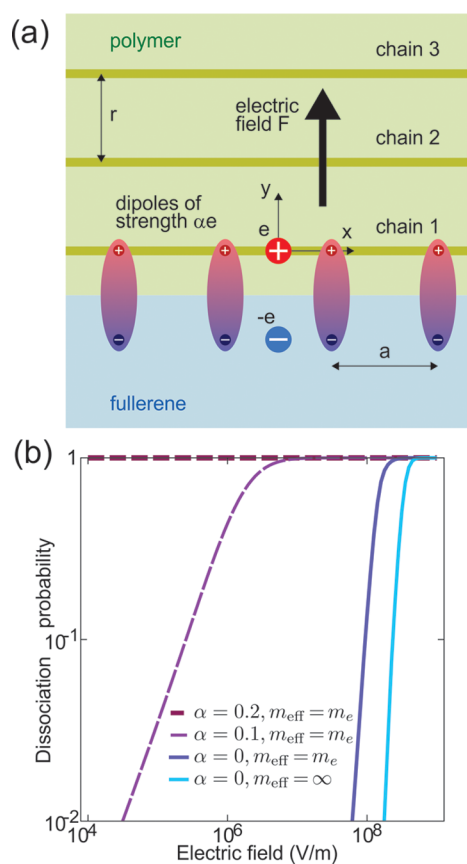 (a)
polymer
chain 3
r
electric
field F
chain 2
dipoles of
strength αe
y
e
x
chain 1
+
+
+
+
+
-e
−
−
−
−
−
a
fullerene
(b)
Dissociation probability
1
10⁻¹
10⁻²
α = 0.2, m_eff = m_e
α = 0.1, m_eff = m_e
α = 0, m_eff = m_e
α = 0, m_eff = ∞
10⁴
10⁶
10⁸
Electric field (V/m)